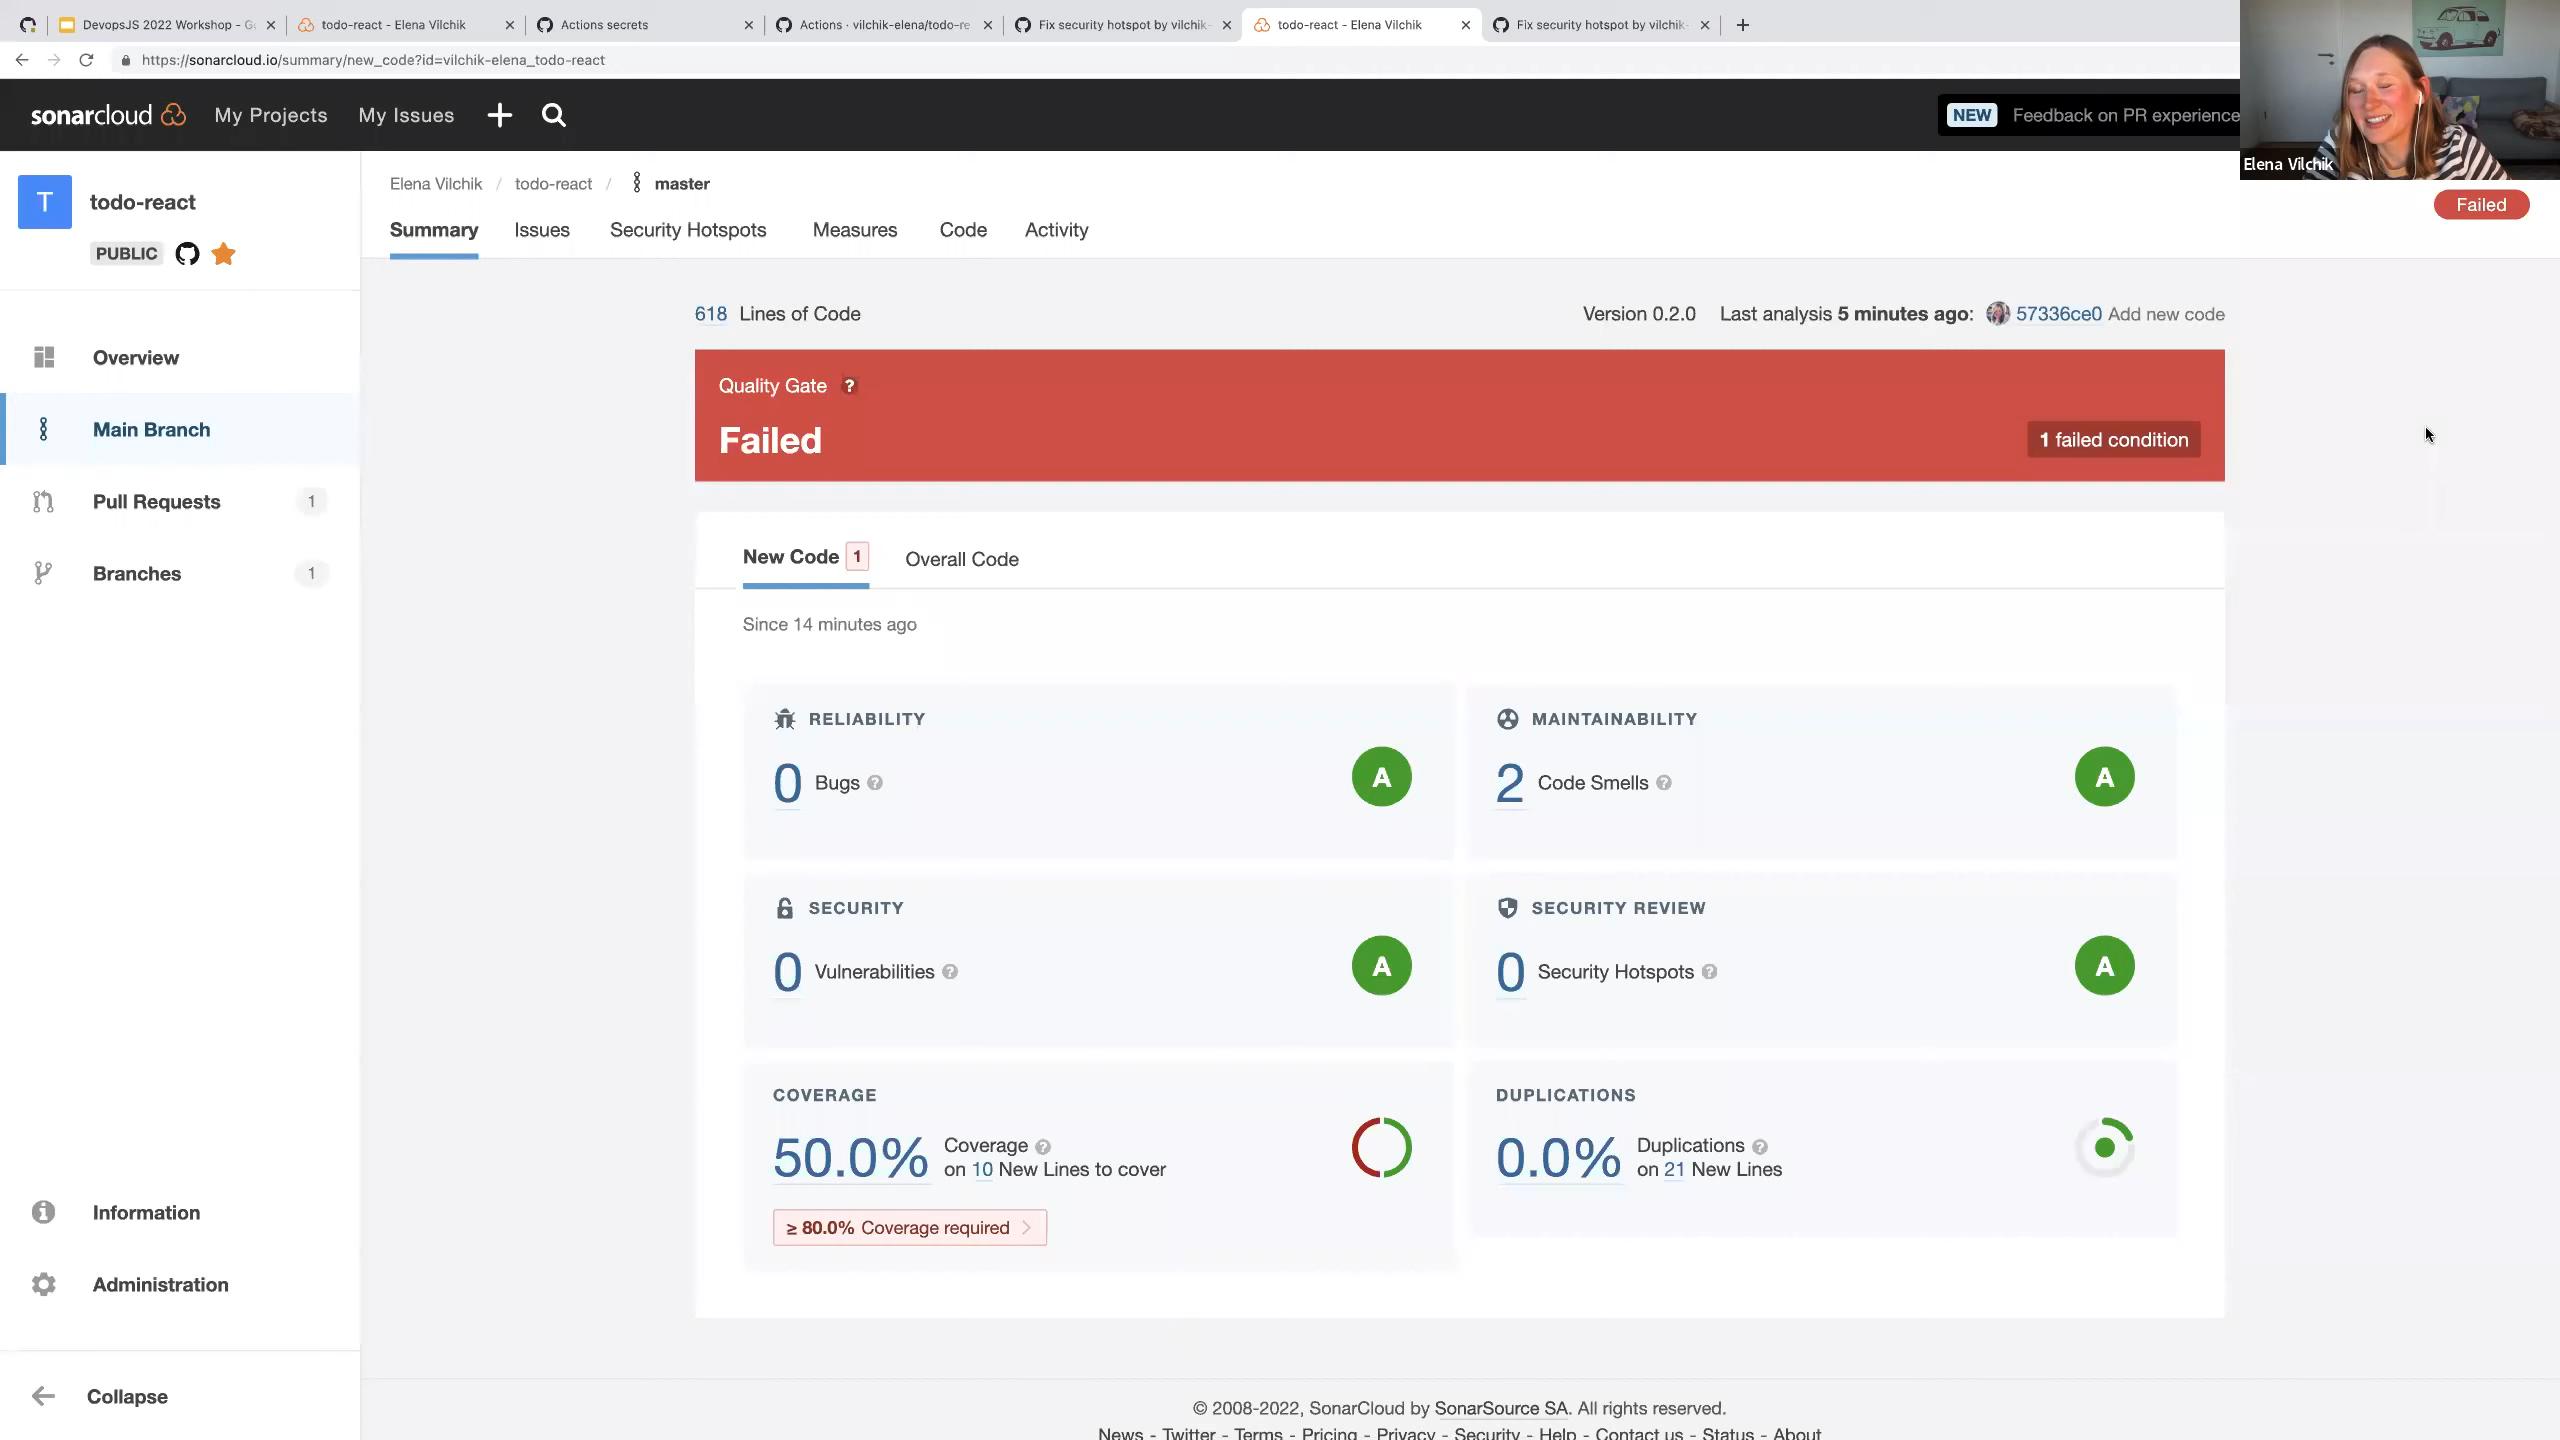 DevopsJS 2022 Workshop - G
todo-react - Elena Vilchik
Actions secrets
Actions · vilchik-elena/todo-re
Fix security hotspot by vilchik-
todo-react - Elena Vilchik
Fix security hotspot by vilchik-
https://sonarcloud.io/summary/new_code?id=vilchik-elena_todo-react
sonarcloud
My Projects
My Issues
NEW Feedback on PR experience
Elena Vilchik
T
todo-react
PUBLIC
Elena Vilchik / todo-react / master
Failed
Summary
Issues
Security Hotspots
Measures
Code
Activity
Overview
Main Branch
Pull Requests 1
Branches 1
618 Lines of Code
Version 0.2.0 Last analysis 5 minutes ago: 57336ce0 Add new code
Quality Gate ?
Failed
1 failed condition
New Code 1
Overall Code
Since 14 minutes ago
RELIABILITY
0 Bugs ?
A
MAINTAINABILITY
2 Code Smells ?
A
SECURITY
0 Vulnerabilities ?
A
SECURITY REVIEW
0 Security Hotspots ?
A
COVERAGE
50.0% Coverage ?
on 10 New Lines to cover
≥ 80.0% Coverage required
DUPLICATIONS
0.0% Duplications ?
on 21 New Lines
Information
Administration
Collapse
© 2008-2022, SonarCloud by SonarSource SA. All rights reserved.
News - Twitter - Terms - Pricing - Privacy - Security - Help - Contact us - Status - About